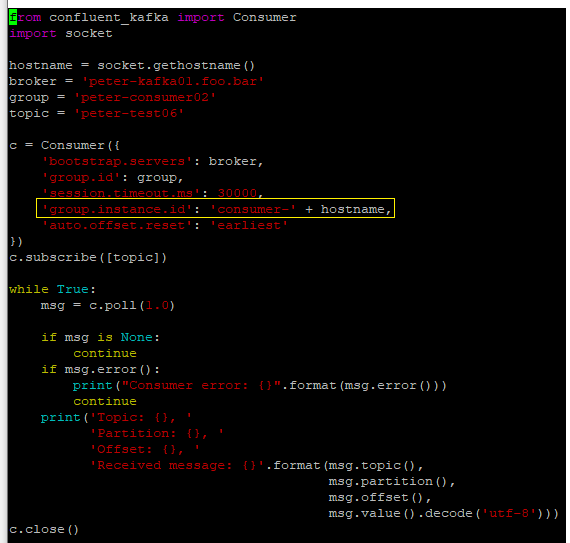 from confluent_kafka import Consumer
import socket

hostname = socket.gethostname()
broker = 'peter-kafka01.foo.bar'
group = 'peter-consumer02'
topic = 'peter-test06'

c = Consumer({
    'bootstrap.servers': broker,
    'group.id': group,
    'session.timeout.ms': 30000,
    'group.instance.id': 'consumer-' + hostname,
    'auto.offset.reset': 'earliest'
})
c.subscribe([topic])

while True:
    msg = c.poll(1.0)

    if msg is None:
        continue
    if msg.error():
        print("Consumer error: {}".format(msg.error()))
        continue
    print('Topic: {}, '
          'Partition: {}, '
          'Offset: {}, '
          'Received message: {}'.format(msg.topic(),
                                        msg.partition(),
                                        msg.offset(),
                                        msg.value().decode('utf-8')))
c.close()